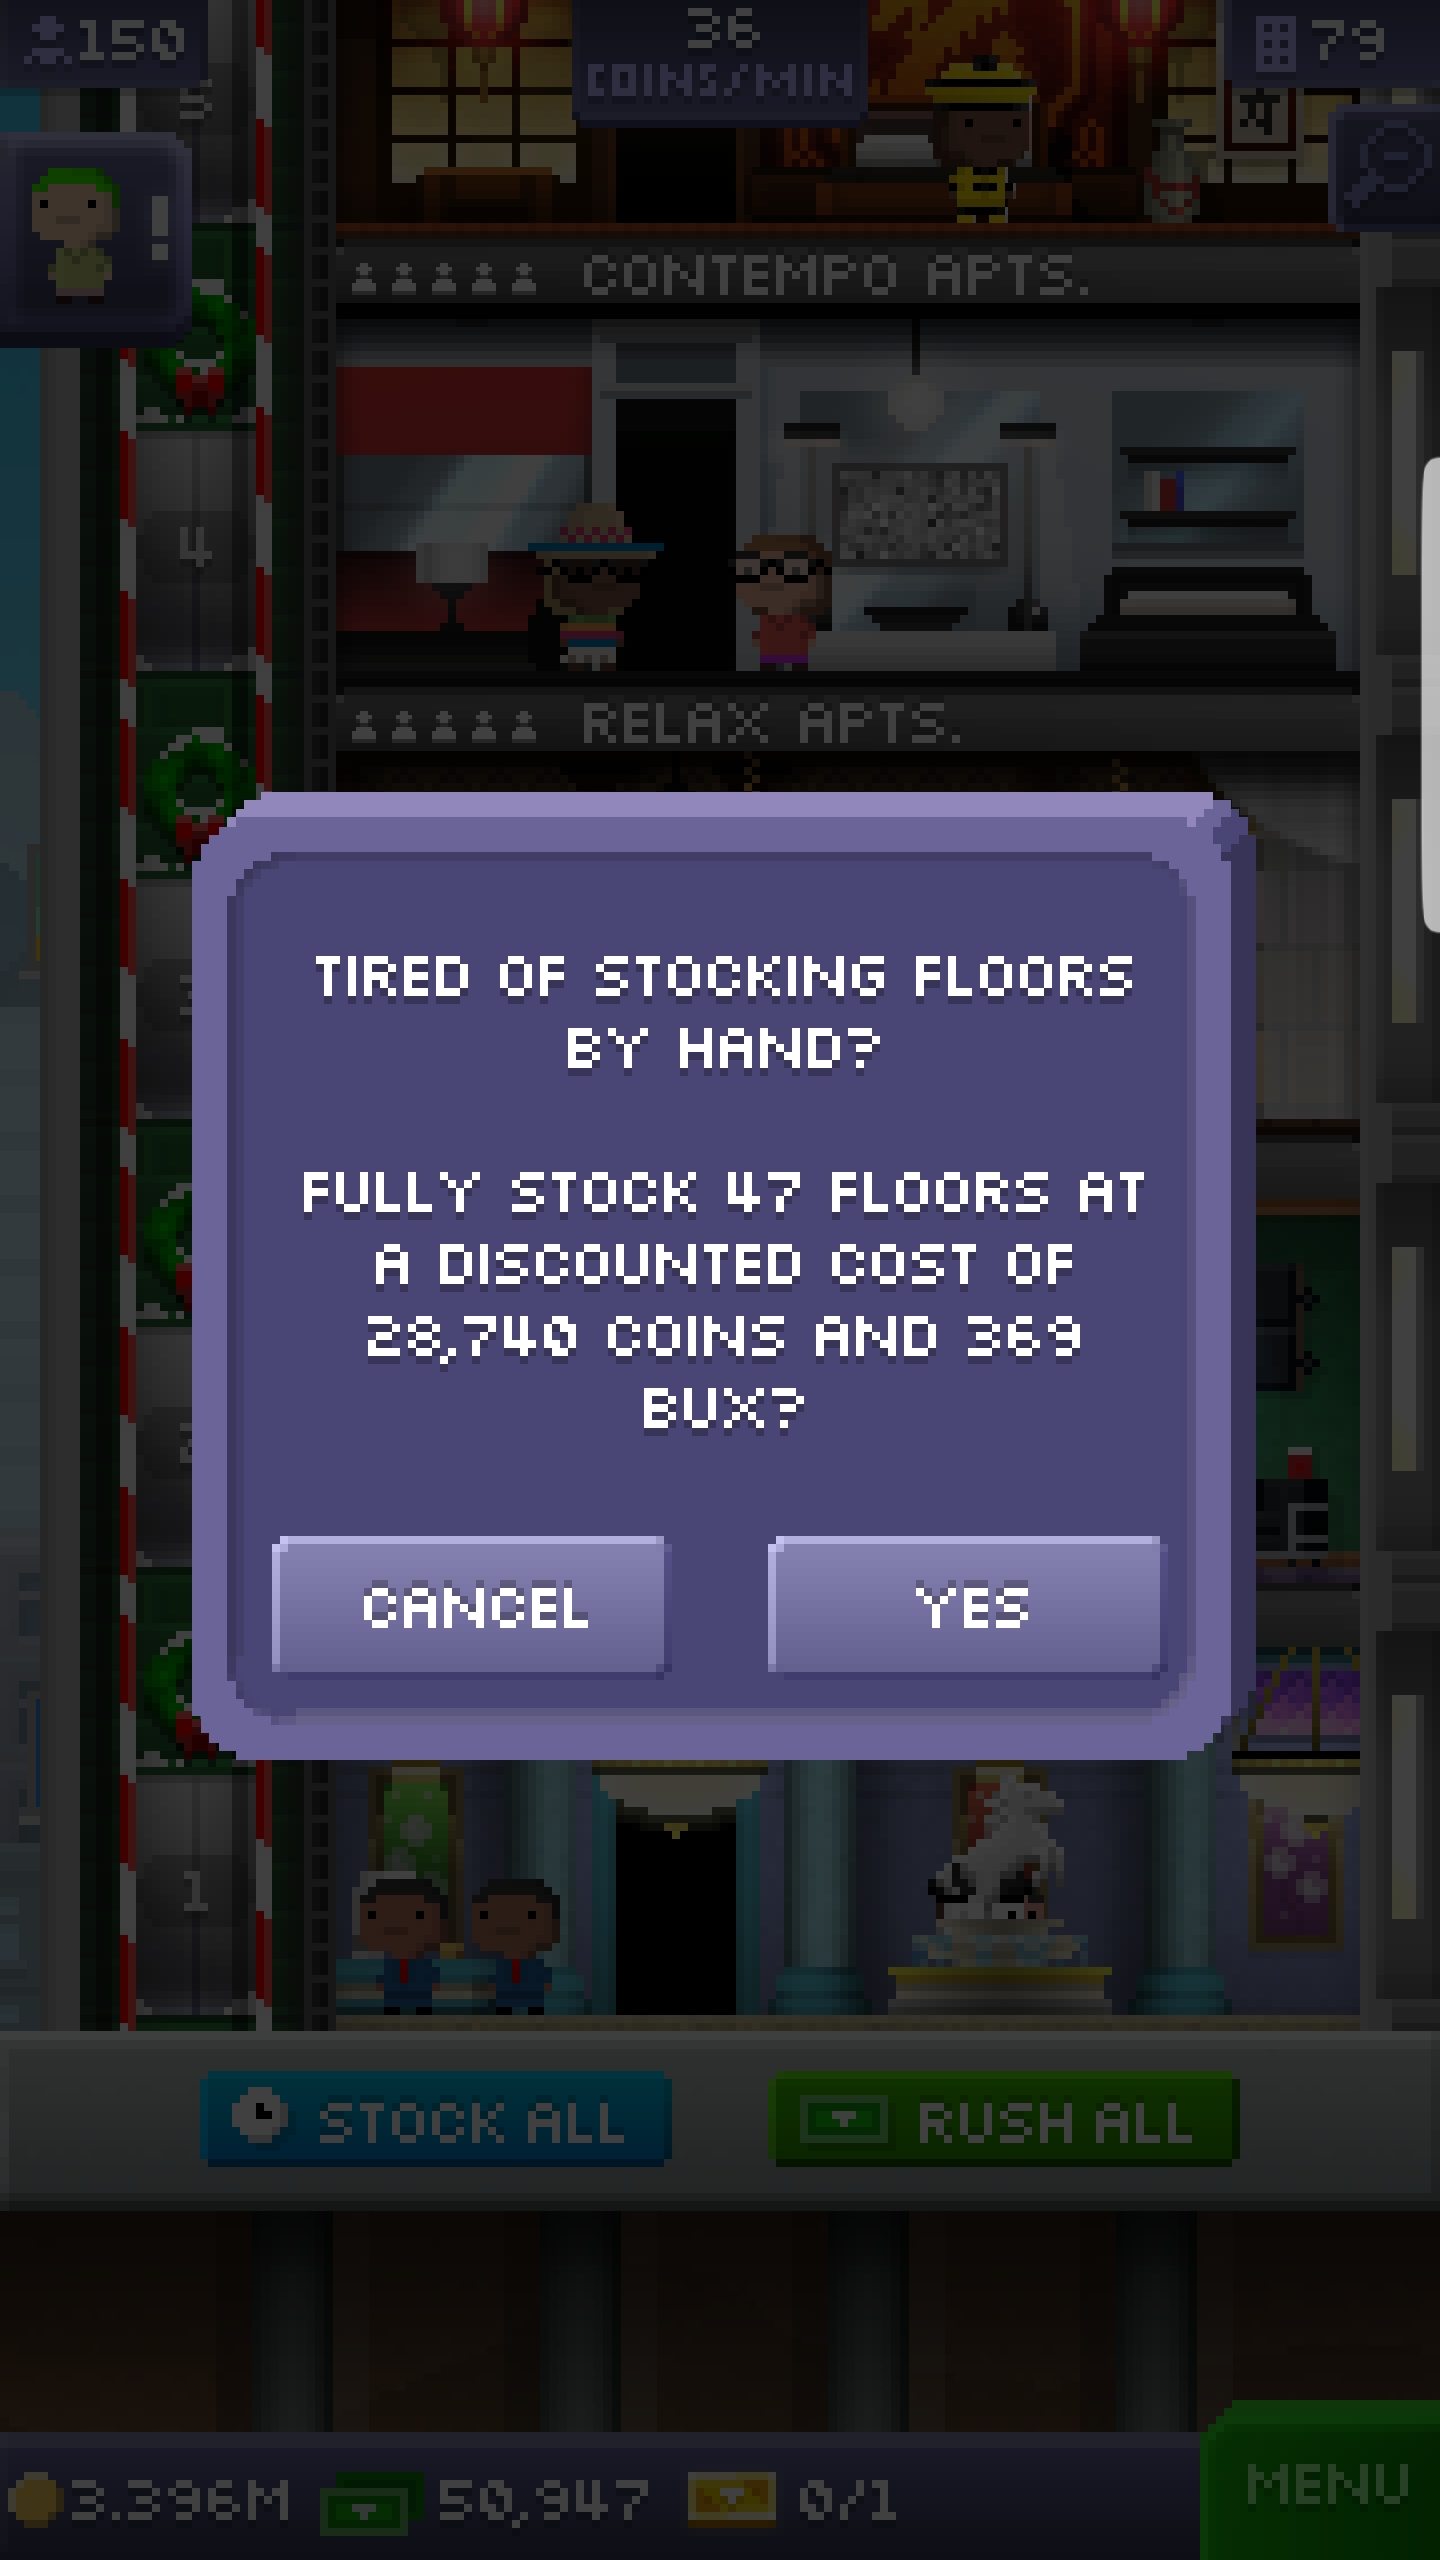 150
36
COINS/MIN
79
5
!
CONTEMPO APTS.
4
RELAX APTS.
TIRED OF STOCKING FLOORS
BY HAND?
FULLY STOCK 47 FLOORS AT
A DISCOUNTED COST OF
28,740 COINS AND 369
BUX?
CANCEL
YES
1
STOCK ALL
RUSH ALL
3.396M
50,947
0/1
MENU